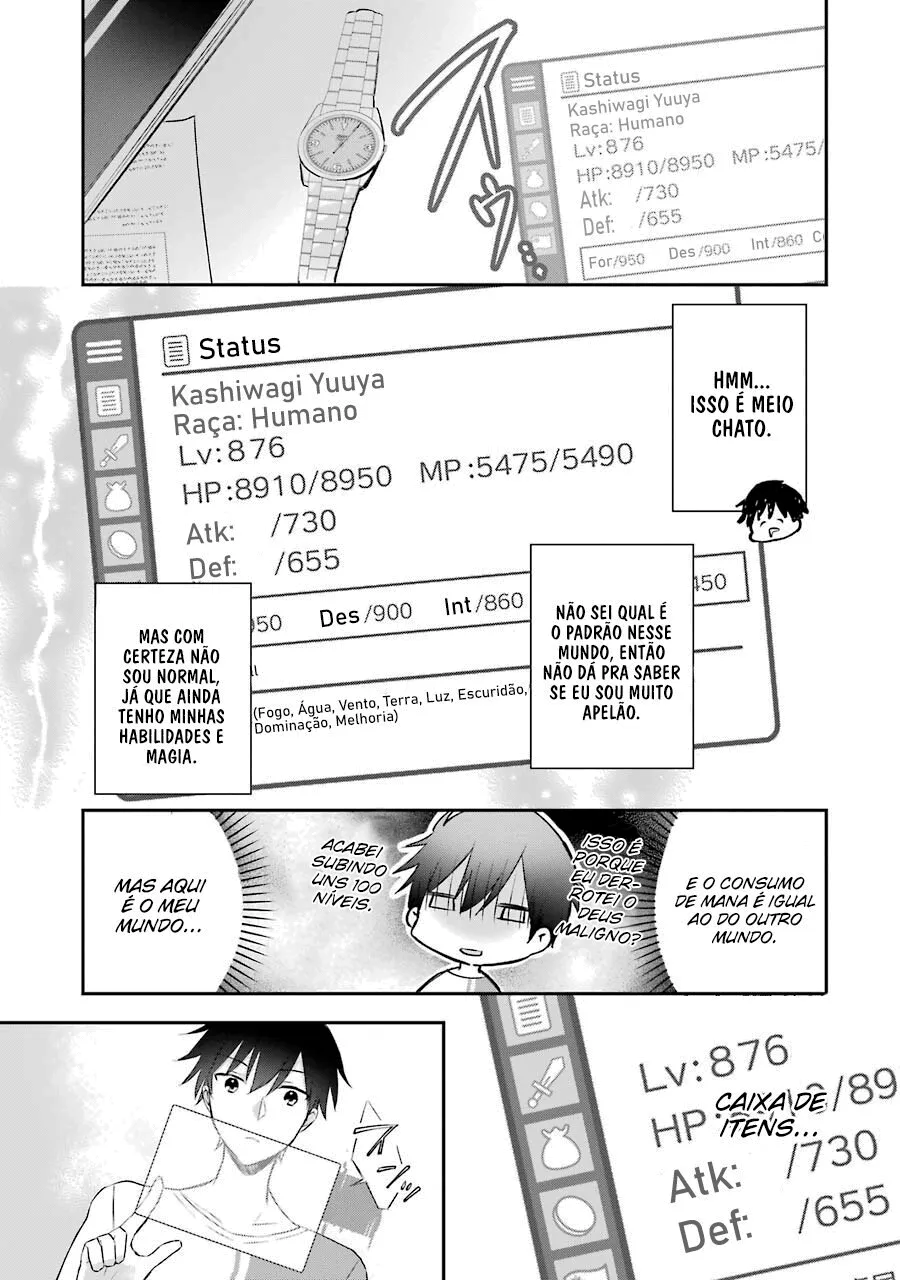 Status
Kashiwagi Yuuya
Raça: Humano
Lv:876
HP:8910/8950 MP:5475/
Atk: /730
Def: /655
For/950 Des/900 Int/860
Status
Kashiwagi Yuuya
Raça: Humano
Lv:876
HP:8910/8950 MP:5475/5490
Atk: /730
Def: /655
950 Des/900 Int/860 450
HMM...
ISSO É MEIO
CHATO.
NÃO SEI QUAL É
O PADRÃO NESSE
MUNDO, ENTÃO
NÃO DÁ PRA SABER
SE EU SOU MUITO
APELÃO.
MAS COM
CERTEZA NÃO
SOU NORMAL,
JÁ QUE AINDA
TENHO MINHAS
HABILIDADES E
MAGIA.
(Fogo, Água, Vento, Terra, Luz, Escuridão,
Dominação, Melhoria)
E O CONSUMO
DE MANA É IGUAL
AO DO OUTRO
MUNDO.
ISSO É
PORQUE
EU DER-
ROTEI O
DEUS
MALIGNO?
ACABEI
SUBINDO
UNS 100
NÍVEIS.
MAS AQUI
É O MEU
MUNDO...
Lv:876
HP /89
CAIXA DE
ITENS...
Atk: /730
Def: /655